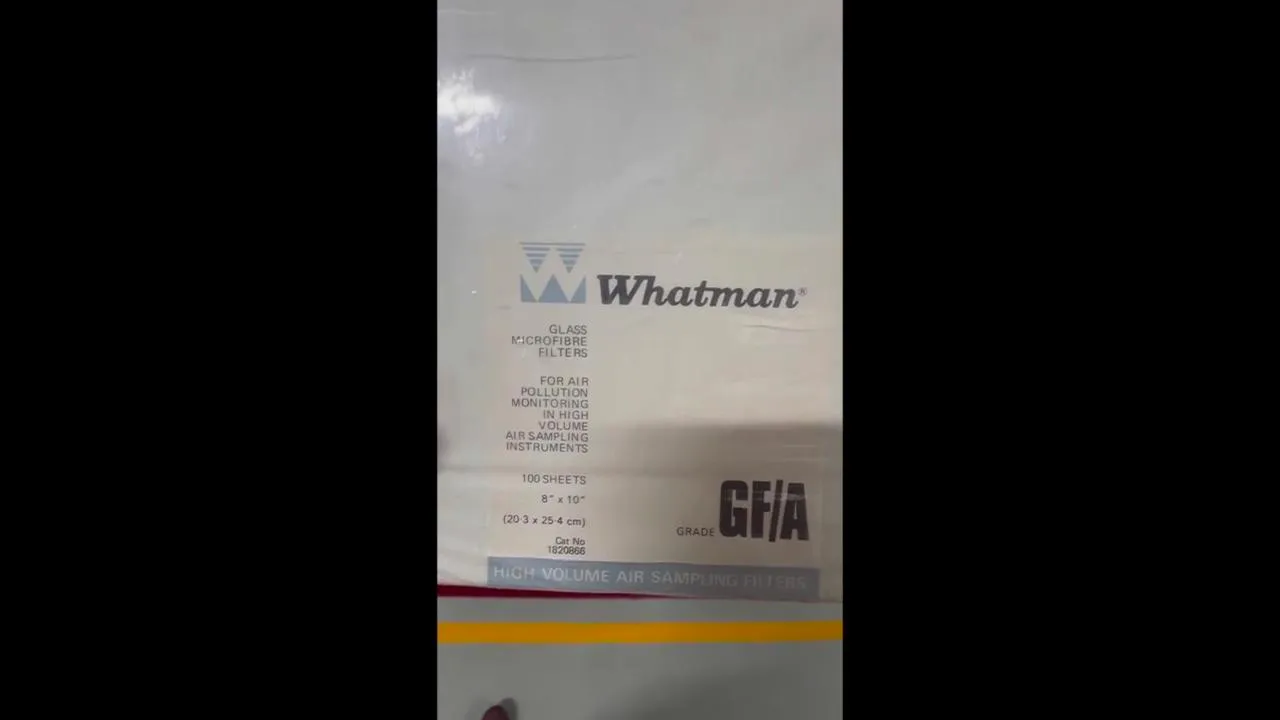 Whatman®
GLASS
MICROFIBRE
FILTERS
FOR AIR
POLLUTION
MONITORING
IN HIGH
VOLUME
AIR SAMPLING
INSTRUMENTS
100 SHEETS
8" x 10"
(20·3 x 25·4 cm)
Cat No
1820866
GRADE GF/A
HIGH VOLUME AIR SAMPLING FILTERS